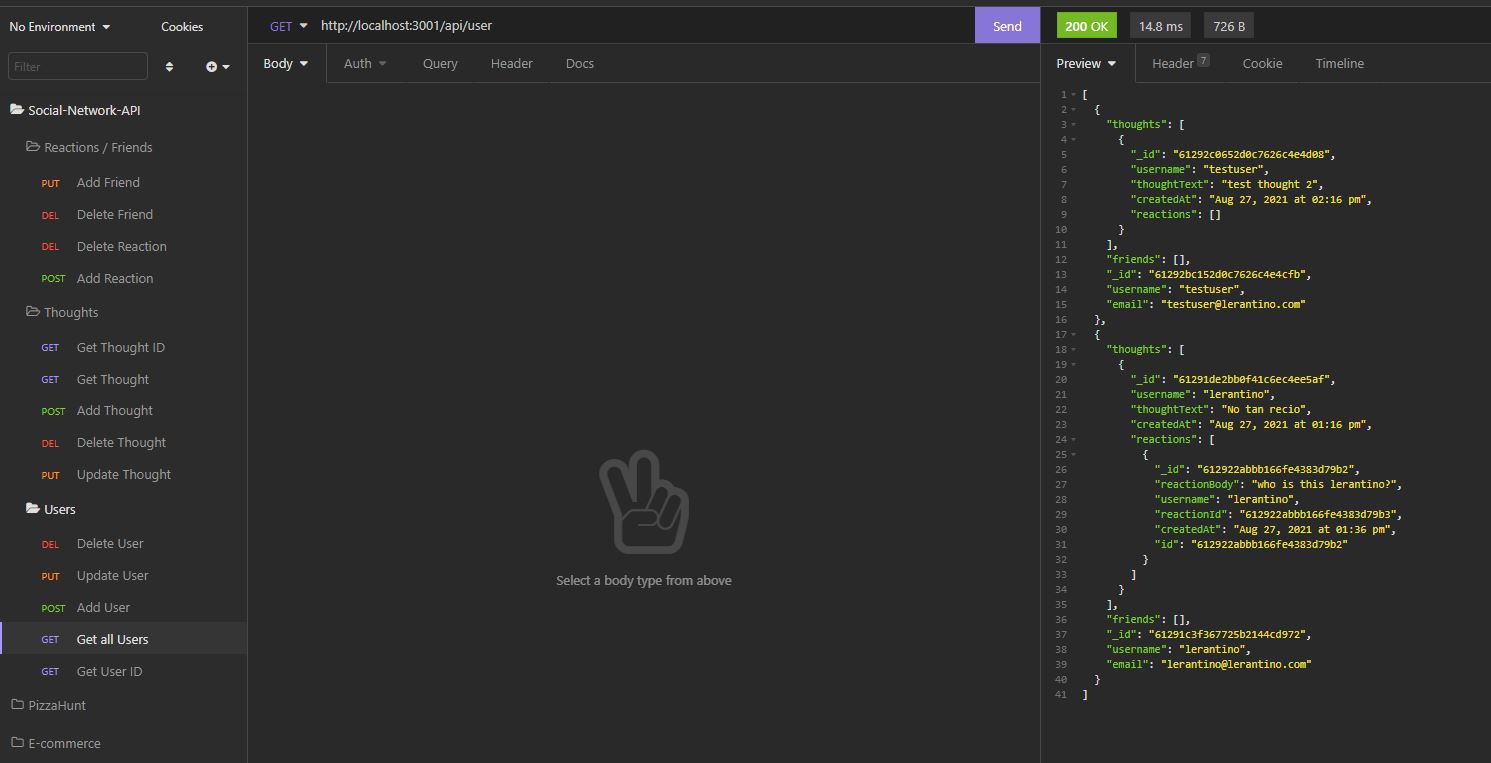 No Environment Cookies
GET http://localhost:3001/api/user Send
200 OK 14.8 ms 726 B
Filter
Body Auth Query Header Docs
Preview Header 7 Cookie Timeline
Social-Network-API
Reactions / Friends
PUT Add Friend
DEL Delete Friend
DEL Delete Reaction
POST Add Reaction
Thoughts
GET Get Thought ID
GET Get Thought
POST Add Thought
DEL Delete Thought
PUT Update Thought
Users
DEL Delete User
PUT Update User
POST Add User
GET Get all Users
GET Get User ID
PizzaHunt
E-commerce
Select a body type from above
1 [
2 {
3 "thoughts": [
4 {
5 "_id": "61292c0652d0c7626c4e4d08",
6 "username": "testuser",
7 "thoughtText": "test thought 2",
8 "createdAt": "Aug 27, 2021 at 02:16 pm",
9 "reactions": []
10 }
11 ],
12 "friends": [],
13 "_id": "61292bc152d0c7626c4e4cfb",
14 "username": "testuser",
15 "email": "testuser@lerantino.com"
16 },
17 {
18 "thoughts": [
19 {
20 "_id": "61291de2bb0f41c6ec4ee5af",
21 "username": "lerantino",
22 "thoughtText": "No tan recio",
23 "createdAt": "Aug 27, 2021 at 01:16 pm",
24 "reactions": [
25 {
26 "_id": "612922abbb166fe4383d79b2",
27 "reactionBody": "who is this lerantino?",
28 "username": "lerantino",
29 "reactionId": "612922abbb166fe4383d79b3",
30 "createdAt": "Aug 27, 2021 at 01:36 pm",
31 "id": "612922abbb166fe4383d79b2"
32 }
33 ]
34 }
35 ],
36 "friends": [],
37 "_id": "61291c3f367725b2144cd972",
38 "username": "lerantino",
39 "email": "lerantino@lerantino.com"
40 }
41 ]